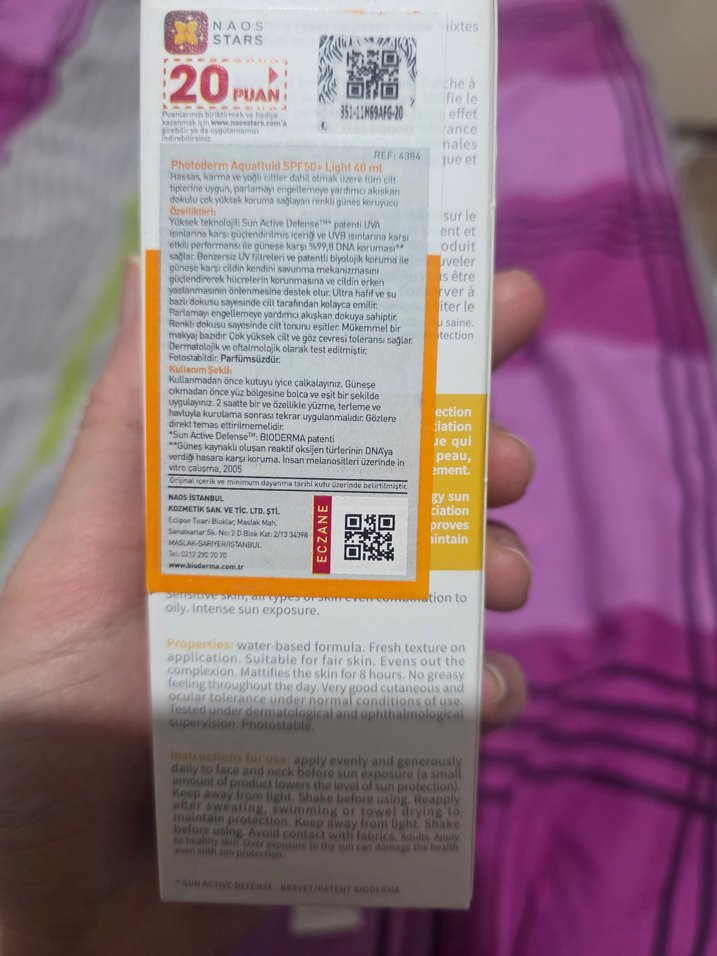 NAOS
STARS
20 PUAN
Puanlarınızı biriktirmek ve hediye
kazanmak için www.naosstars.com'a
girebilir ya da uygulamamızı
indirebilirsiniz.
351-11H69AFG-20
REF: 4384
Photoderm Aquafluid SPF50+ Light 40 ml
Hassas, karma ve yağlı ciltler dahil olmak üzere tüm cilt
tiplerine uygun, parlamayı engellemeye yardımcı akışkan
dokulu çok yüksek koruma sağlayan renkli güneş koruyucu
Özellikleri:
Yüksek teknolojili Sun Active Defense™* patenti UVA
ışınlarına karşı güçlendirilmiş içeriği ve UVB ışınlarına karşı
etkili performansı ile güneşe karşı %99,8 DNA koruması**
sağlar. Benzersiz UV filtreleri ve patentli biyolojik koruma ile
güneşe karşı cildin kendini savunma mekanizmasını
güçlendirerek hücrelerin korunmasına ve cildin erken
yaşlanmasının önlenmesine destek olur. Ultra hafif ve su
bazlı dokusu sayesinde cilt tarafından kolayca emilir.
Parlamayı engellemeye yardımcı akışkan dokuya sahiptir.
Renkli dokusu sayesinde cilt tonunu eşitler. Mükemmel bir
makyaj bazıdır. Çok yüksek cilt ve göz çevresi toleransı sağlar.
Dermatolojik ve oftalmolojik olarak test edilmiştir.
Fotostabildir. Parfümsüzdür.
Kullanım Şekli:
Kullanmadan önce kutuyu iyice çalkalayınız. Güneşe
çıkmadan önce yüz bölgesine bolca ve eşit bir şekilde
uygulayınız. 2 saatte bir ve özellikle yüzme, terleme ve
havluyla kurulama sonrası tekrar uygulanmalıdır. Gözlere
direkt temas ettirilmemelidir.
*Sun Active Defense™: BIODERMA patenti
**Güneş kaynaklı oluşan reaktif oksijen türlerinin DNA'ya
verdiği hasara karşı koruma. İnsan melanositleri üzerinde in
vitro çalışma, 2005
Orijinal içerik ve minimum dayanma tarihi kutu üzerinde belirtilmiştir.
NAOS İSTANBUL
KOZMETİK SAN. VE TİC. LTD. ŞTİ.
Eclipse Ticari Bloklar, Maslak Mah.
Sanatkarlar Sk. No: 2 D Blok Kat: 2/13 34398
MASLAK-SARIYER/İSTANBUL
Tel: 0212 290 70 70
www.bioderma.com.tr
ECZANE
Sensitive skin, all types of skin even combination to
oily. Intense sun exposure.
Properties: water-based formula. Fresh texture on
application. Suitable for fair skin. Evens out the
complexion. Mattifies the skin for 8 hours. No greasy
feeling throughout the day. Very good cutaneous and
ocular tolerance under normal conditions of use.
Tested under dermatological and ophthalmological
supervision. Photostable.
Instructions for use: apply evenly and generously
daily to face and neck before sun exposure (a small
amount of product lowers the level of sun protection).
Keep away from light. Shake before using. Reapply
after sweating, swimming or towel drying to
maintain protection. Keep away from light. Shake
before using. Avoid contact with fabrics. Adults. Apply
to healthy skin. Over exposure to the sun can damage the health
even with sun protection.
* SUN ACTIVE DEFENSE - BREVET/PATENT BIODERMA